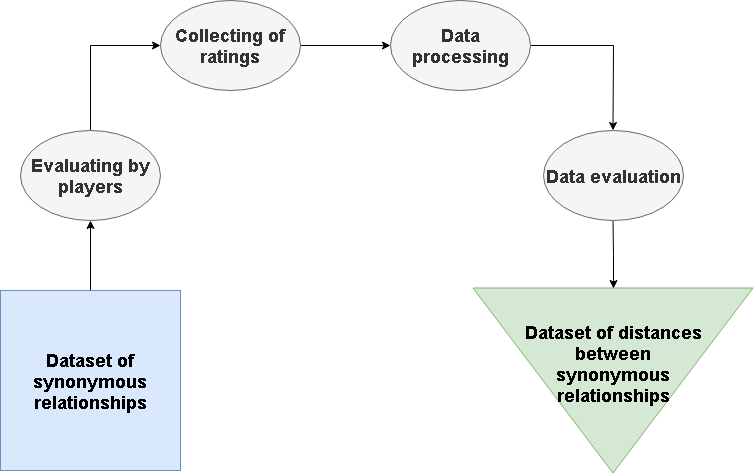 Collecting of
ratings
Data
processing
Evaluating by
players
Data evaluation
Dataset of
synonymous
relationships
Dataset of distances
between
synonymous
relationships